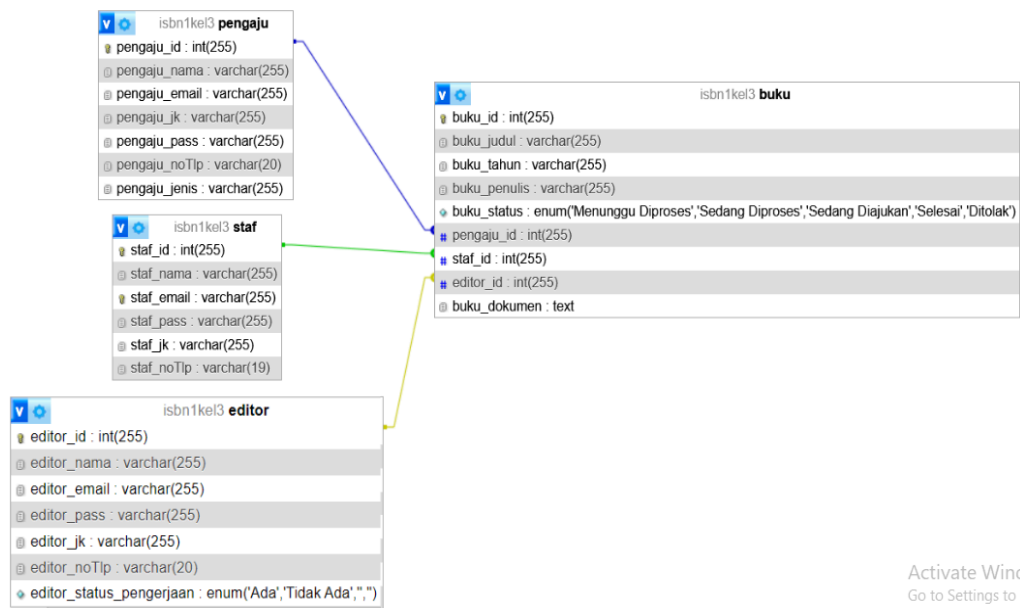 isbn1kel3 pengaju
pengaju_id : int(255)
pengaju_nama : varchar(255)
pengaju_email : varchar(255)
pengaju_jk : varchar(255)
pengaju_pass : varchar(255)
pengaju_noTlp : varchar(20)
pengaju_jenis : varchar(255)
isbn1kel3 staf
staf_id : int(255)
staf_nama : varchar(255)
staf_email : varchar(255)
staf_pass : varchar(255)
staf_jk : varchar(255)
staf_noTlp : varchar(19)
isbn1kel3 editor
editor_id : int(255)
editor_nama : varchar(255)
editor_email : varchar(255)
editor_pass : varchar(255)
editor_jk : varchar(255)
editor_noTlp : varchar(20)
editor_status_pengerjaan : enum('Ada','Tidak Ada','','')
isbn1kel3 buku
buku_id : int(255)
buku_judul : varchar(255)
buku_tahun : varchar(255)
buku_penulis : varchar(255)
buku_status : enum('Menunggu Diproses','Sedang Diproses','Sedang Diajukan','Selesai','Ditolak')
pengaju_id : int(255)
staf_id : int(255)
editor_id : int(255)
buku_dokumen : text
Activate Winc
Go to Settings to